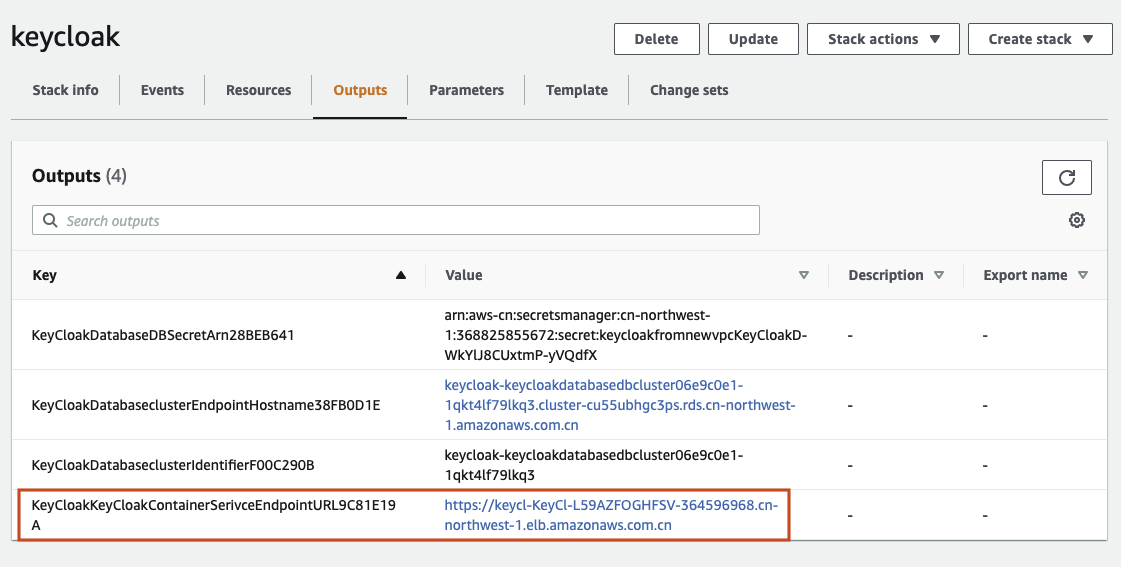 keycloak
Delete
Update
Stack actions
Create stack
Stack info
Events
Resources
Outputs
Parameters
Template
Change sets
Outputs (4)
Search outputs
Key
Value
Description
Export name
KeyCloakDatabaseDBSecretArn28BEB641
arn:aws-cn:secretsmanager:cn-northwest-
1:368825855672:secret:keycloakfromnewvpcKeyCloakD-
WkYlJ8CUxtmP-yVQdfX
-
-
KeyCloakDatabaseclusterEndpointHostname38FB0D1E
keycloak-keycloakdatabasedbcluster06e9c0e1-
1qkt4lf79lkq3.cluster-cu55ubhgc3ps.rds.cn-northwest-
1.amazonaws.com.cn
-
-
KeyCloakDatabaseclusterIdentifierF00C290B
keycloak-keycloakdatabasedbcluster06e9c0e1-
1qkt4lf79lkq3
-
-
KeyCloakKeyCloakContainerSerivceEndpointURL9C81E19
A
https://keycl-KeyCl-L59AZFOGHFSV-364596968.cn-
northwest-1.elb.amazonaws.com.cn
-
-